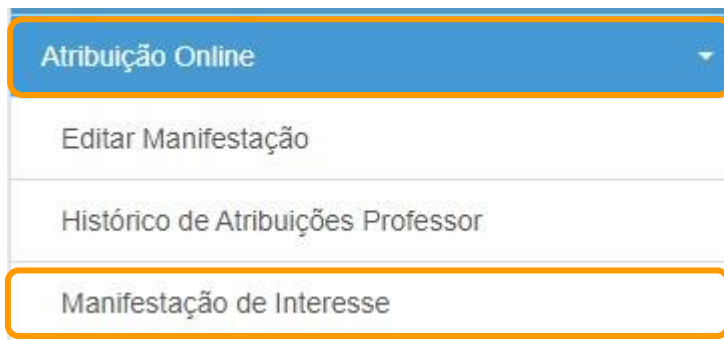 Atribuição Online
Editar Manifestação
Histórico de Atribuições Professor
Manifestação de Interesse